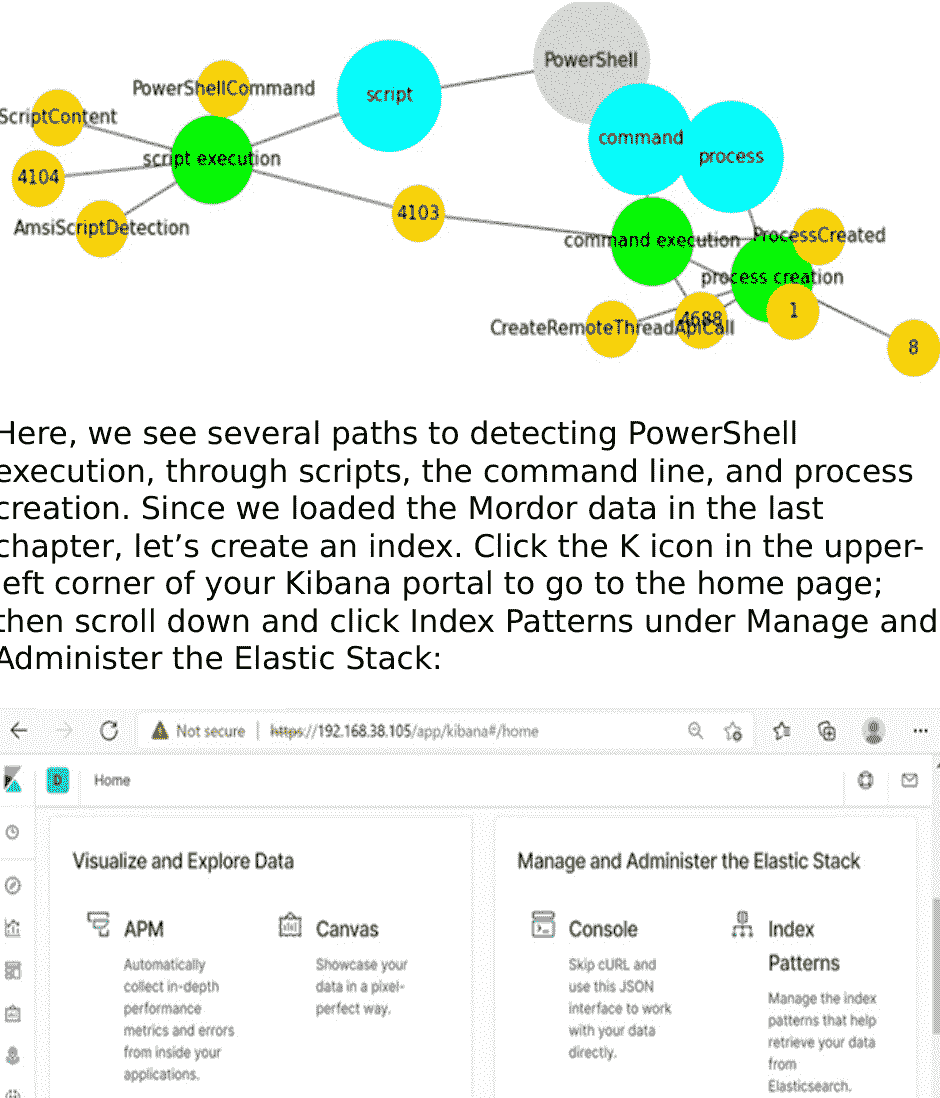 PowerShell
PowerShellCommand
script
ScriptContent
command
process
script execution
4104
4103
AmsiScriptDetection
ProcessCreated
command execution
process creation
1
4688
CreateRemoteThreadApiCall
8
Here, we see several paths to detecting PowerShell
execution, through scripts, the command line, and process
creation. Since we loaded the Mordor data in the last
chapter, let’s create an index. Click the K icon in the upper-
left corner of your Kibana portal to go to the home page;
then scroll down and click Index Patterns under Manage and
Administer the Elastic Stack:
Not secure | https://192.168.38.105/app/kibana#/home
D Home
Visualize and Explore Data
APM
Automatically
collect in-depth
performance
metrics and errors
from inside your
applications.
Canvas
Showcase your
data in a pixel-
perfect way.
Manage and Administer the Elastic Stack
Console
Skip cURL and
use this JSON
interface to work
with your data
directly.
Index
Patterns
Manage the index
patterns that help
retrieve your data
from
Elasticsearch.